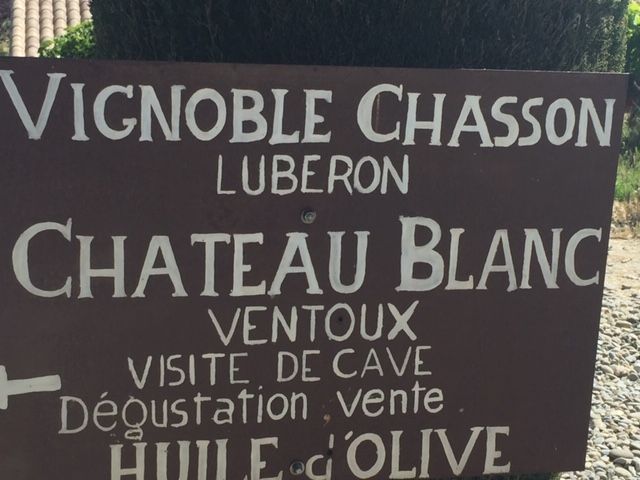 VIGNOBLE CHASSON
LUBERON
CHATEAU BLANC
VENTOUX
VISITE DE CAVE
Dégustation vente
HUILE d'OLIVE